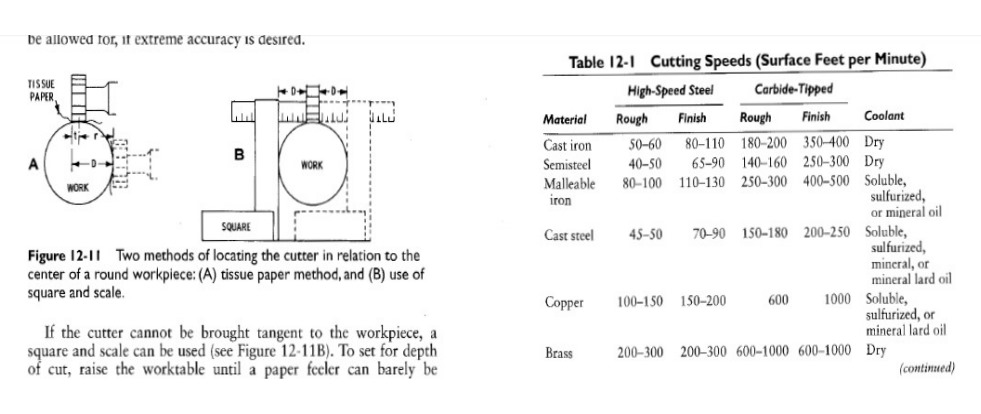 be allowed for, if extreme accuracy is desired.
TISSUE
PAPER
t r
A
D
WORK
D D
B
WORK
SQUARE
Figure 12-11 Two methods of locating the cutter in relation to the
center of a round workpiece: (A) tissue paper method, and (B) use of
square and scale.
If the cutter cannot be brought tangent to the workpiece, a
square and scale can be used (see Figure 12-11B). To set for depth
of cut, raise the worktable until a paper feeler can barely be
Table 12-1 Cutting Speeds (Surface Feet per Minute)
High-Speed Steel Carbide-Tipped
Material Rough Finish Rough Finish Coolant
Cast iron 50–60 80–110 180–200 350–400 Dry
Semisteel 40–50 65–90 140–160 250–300 Dry
Malleable 80–100 110–130 250–300 400–500 Soluble,
iron sulfurized,
or mineral oil
Cast steel 45–50 70–90 150–180 200–250 Soluble,
sulfurized,
mineral, or
mineral lard oil
Copper 100–150 150–200 600 1000 Soluble,
sulfurized, or
mineral lard oil
Brass 200–300 200–300 600–1000 600–1000 Dry
(continued)